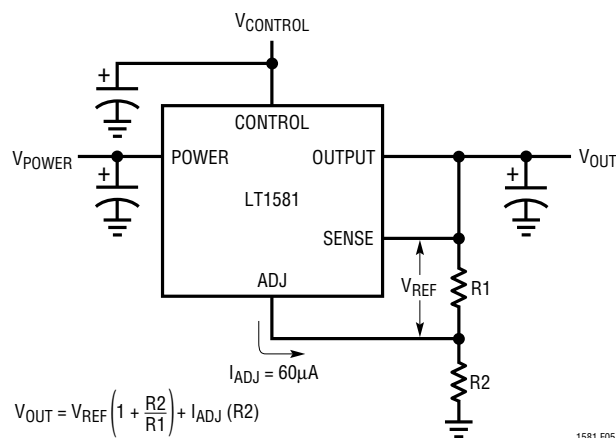 VCONTROL
+
CONTROL
VPOWER
POWER
OUTPUT
VOUT
+
+
LT1581
SENSE
ADJ
VREF
R1
IADJ = 60µA
R2
VOUT = VREF(1 + R2/R1) + IADJ (R2)
1581 F05